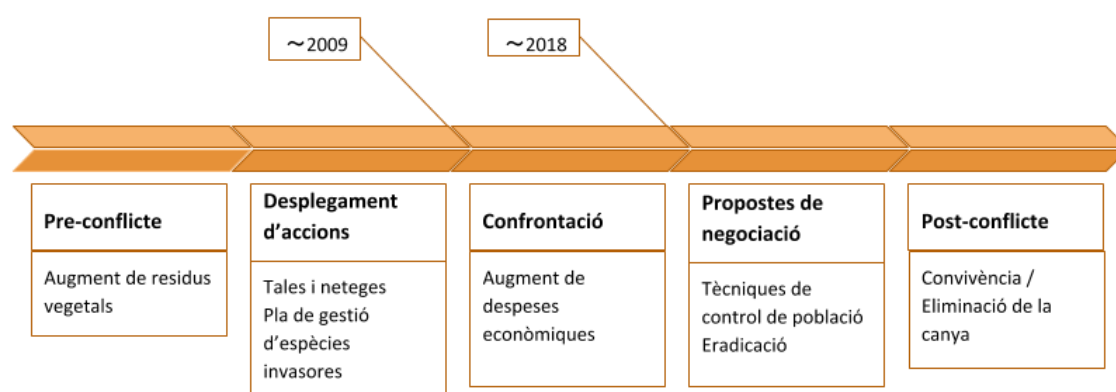 ~2009
~2018
Pre-conflicte
Augment de residus
vegetals
Desplegament
d'accions
Tales i neteges
Pla de gestió
d'espècies
invasores
Confrontació
Augment de
despeses
econòmiques
Propostes de
negociació
Tècniques de
control de població
Eradicació
Post-conflicte
Convivència /
Eliminació de la
canya